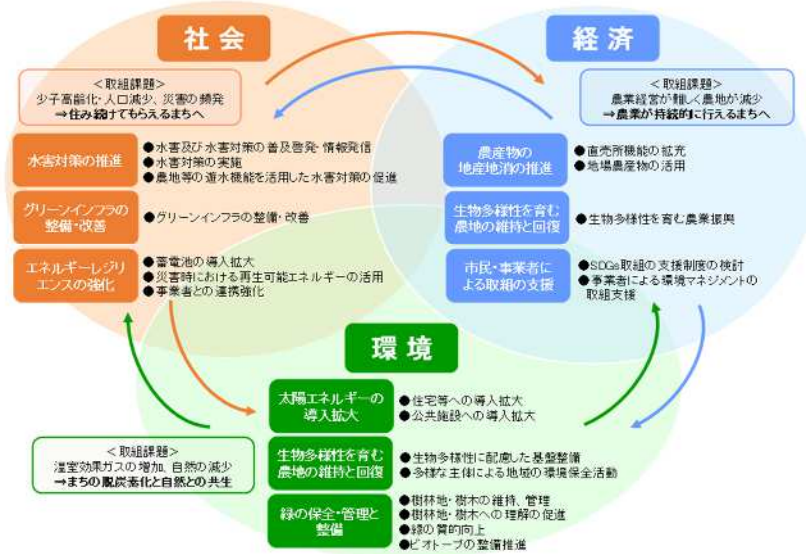 社会
＜取組課題＞
少子高齢化・人口減少、災害の頻発
⇒住み続けてもらえるまちへ
水害対策の推進
●水害及び水害対策の普及啓発・情報発信
●水害対策の実施
●農地等の遊水機能を活用した水害対策の促進
グリーンインフラの
整備・改善
●グリーンインフラの整備・改善
エネルギーレジリ
エンスの強化
●蓄電池の導入拡大
●災害時における再生可能エネルギーの活用
●事業者との連携強化
経済
＜取組課題＞
農業経営が難しく農地が減少
⇒農業が持続的に行えるまちへ
農産物の
地産地消の推進
●直売所機能の拡充
●地場農産物の活用
生物多様性を育む
農地の維持と回復
●生物多様性を育む農業振興
市民・事業者に
よる取組の支援
●SDGs取組の支援制度の検討
●事業者による環境マネジメントの
取組支援
環境
太陽エネルギーの
導入拡大
●住宅等への導入拡大
●公共施設への導入拡大
＜取組課題＞
温室効果ガスの増加、自然の減少
⇒まちの脱炭素化と自然との共生
生物多様性を育む
農地の維持と回復
●生物多様性に配慮した基盤整備
●多様な主体による地域の環境保全活動
緑の保全・管理と
整備
●樹林地・樹木の維持、管理
●樹林地・樹木への理解の促進
●緑の質的向上
●ビオトープの整備推進